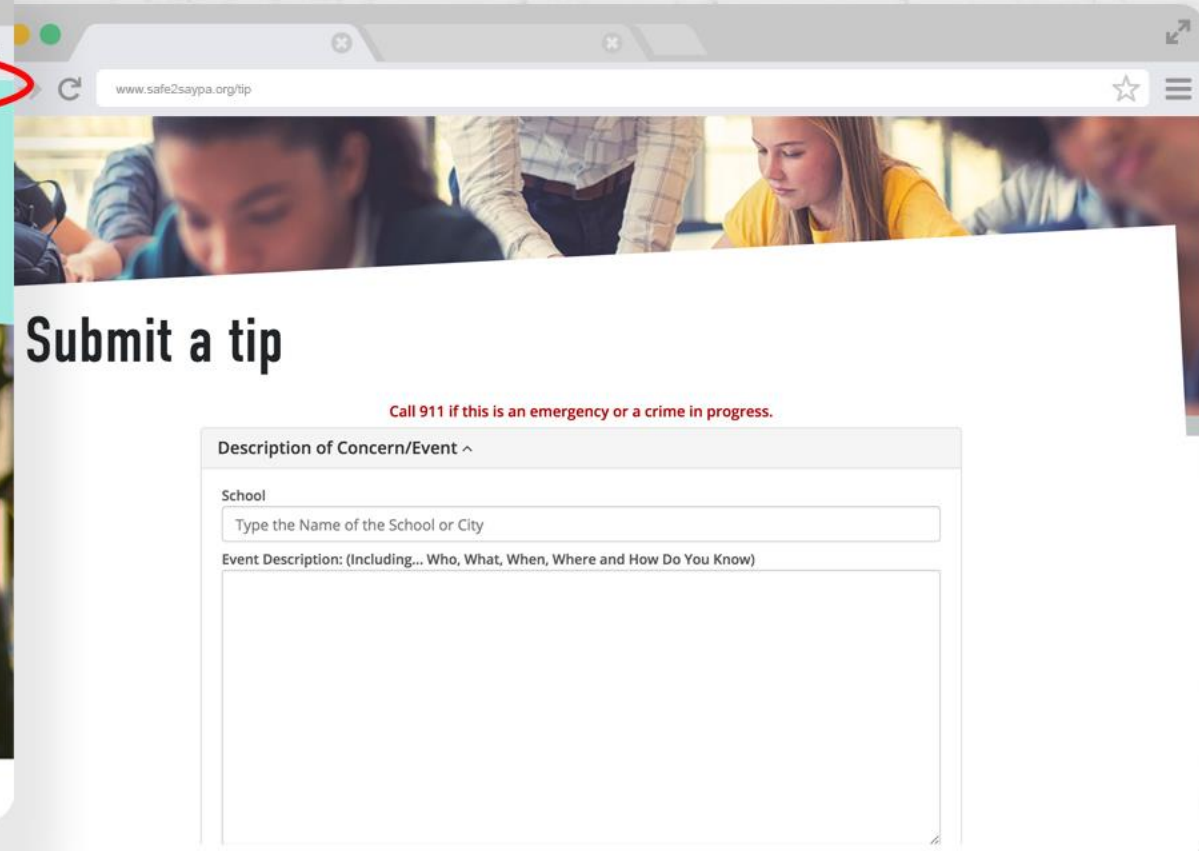 www.safe2saypa.org/tip
Submit a tip
Call 911 if this is an emergency or a crime in progress.
Description of Concern/Event
School
Type the Name of the School or City
Event Description: (Including... Who, What, When, Where and How Do You Know)